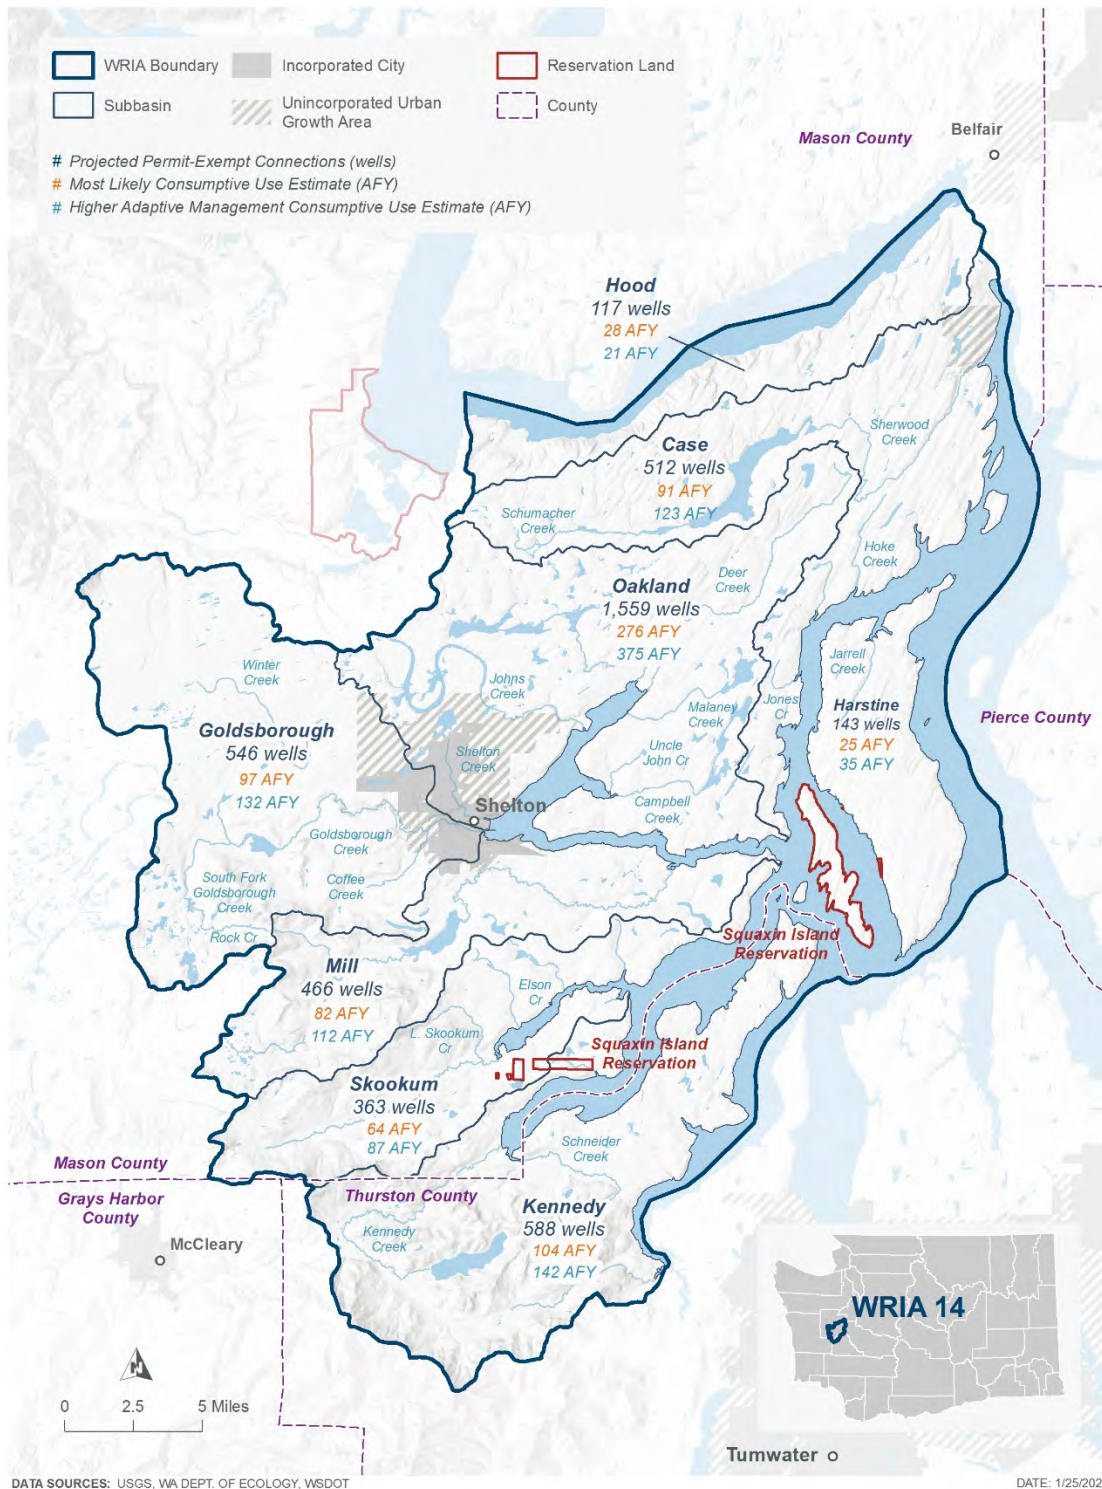 WRIA Boundary
Incorporated City
Reservation Land
Subbasin
Unincorporated Urban
Growth Area
County
# Projected Permit-Exempt Connections (wells)
# Most Likely Consumptive Use Estimate (AFY)
# Higher Adaptive Management Consumptive Use Estimate (AFY)
Mason County
Belfair
Hood
117 wells
28 AFY
21 AFY
Sherwood
Creek
Case
512 wells
91 AFY
123 AFY
Schumacher
Creek
Hoke
Creek
Deer
Creek
Oakland
1,559 wells
276 AFY
375 AFY
Winter
Creek
Johns
Creek
Jarrell
Creek
Malaney
Creek
Jones
Cr
Harstine
143 wells
25 AFY
35 AFY
Pierce County
Goldsborough
546 wells
97 AFY
132 AFY
Shelton
Creek
Uncle
John Cr
Shelton
Campbell
Creek
Goldsborough
Creek
South Fork
Goldsborough
Creek
Coffee
Creek
Rock Cr
Squaxin Island
Reservation
Mill
466 wells
82 AFY
112 AFY
Elson
Cr
L. Skookum
Cr
Squaxin Island
Reservation
Skookum
363 wells
64 AFY
87 AFY
Schneider
Creek
Mason County
Grays Harbor
County
Thurston County
Kennedy
588 wells
104 AFY
142 AFY
Kennedy
Creek
McCleary
WRIA 14
N
0 2.5 5 Miles
Tumwater
DATA SOURCES: USGS, WA DEPT. OF ECOLOGY, WSDOT
DATE: 1/25/202